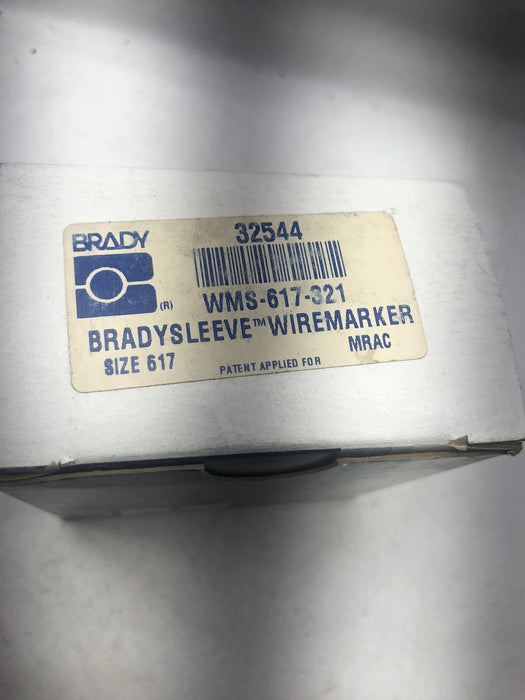 BRADY
32544
(R)
WMS-617-321
BRADYSLEEVE™ WIREMARKER
SIZE 617
PATENT APPLIED FOR
MRAC